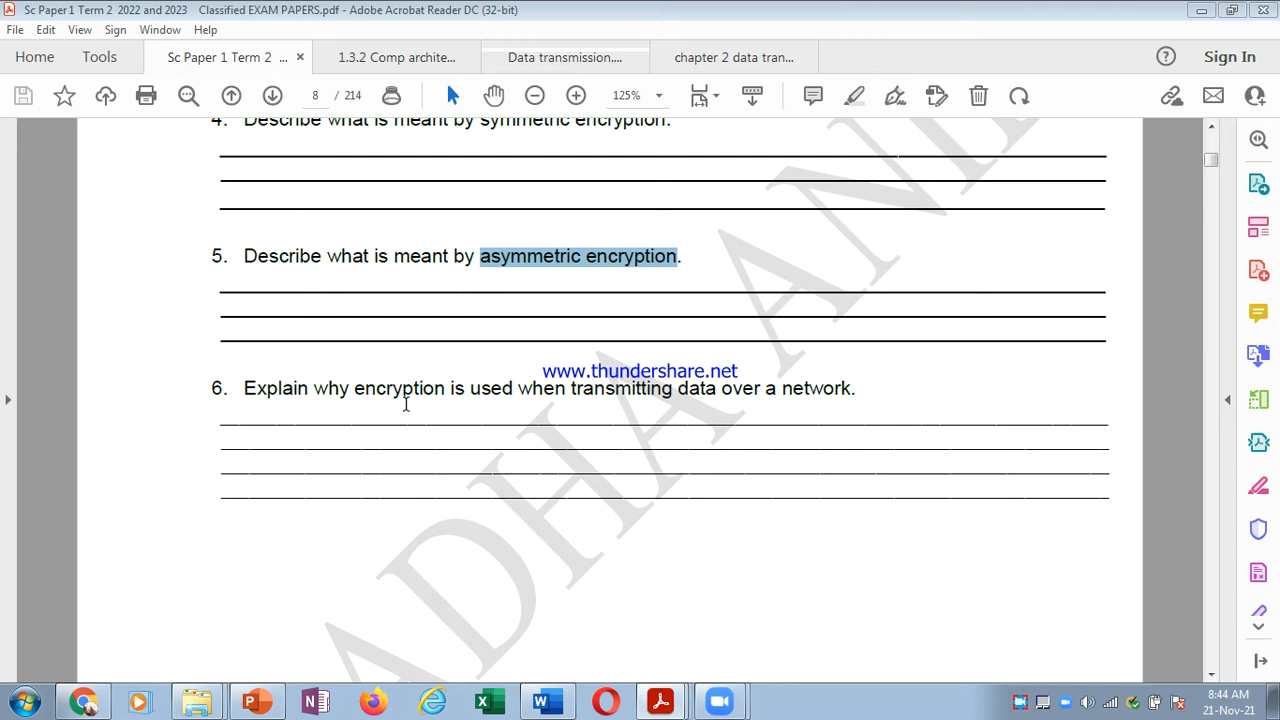 Sc Paper 1 Term 2 2022 and 2023 Classified EXAM PAPERS.pdf - Adobe Acrobat Reader DC (32-bit)
File Edit View Sign Window Help
Home Tools Sc Paper 1 Term 2 ... × 1.3.2 Comp archite... Data transmission.... chapter 2 data tran... Sign In
8 / 214 125%
4. Describe what is meant by symmetric encryption.
5. Describe what is meant by asymmetric encryption.
www.thundershare.net
6. Explain why encryption is used when transmitting data over a network.
ADHA ANI
8:44 AM
21-Nov-21